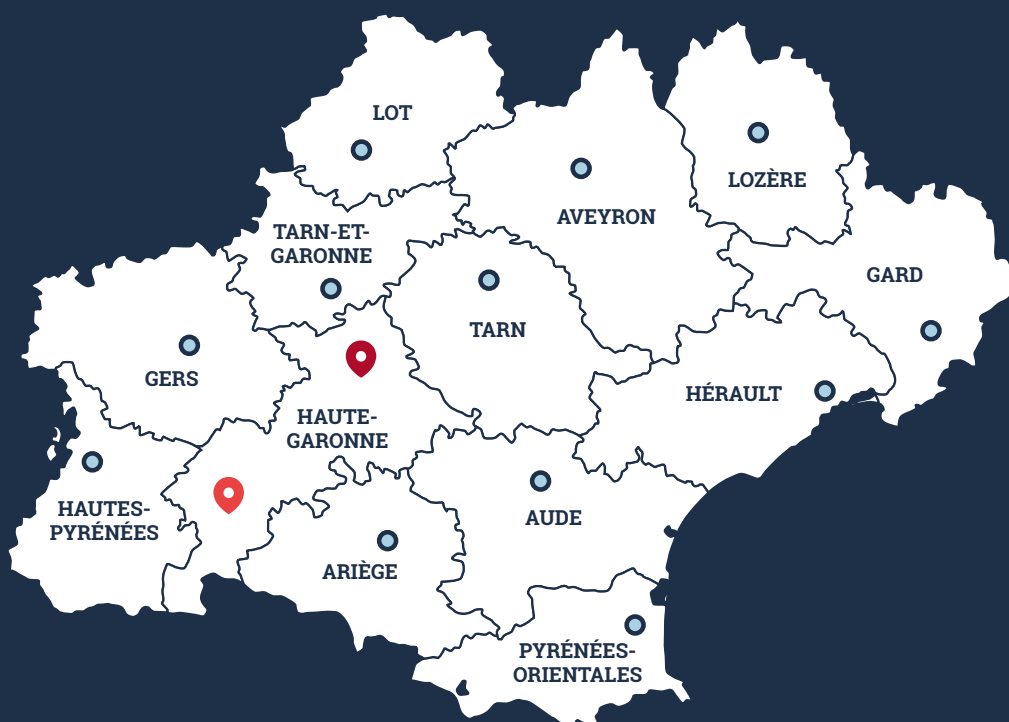 LOT
LOZÈRE
AVEYRON
TARN-ET-
GARONNE
GARD
TARN
GERS
HÉRAULT
HAUTE-
GARONNE
HAUTES-
PYRÉNÉES
AUDE
ARIÈGE
PYRÉNÉES-
ORIENTALES